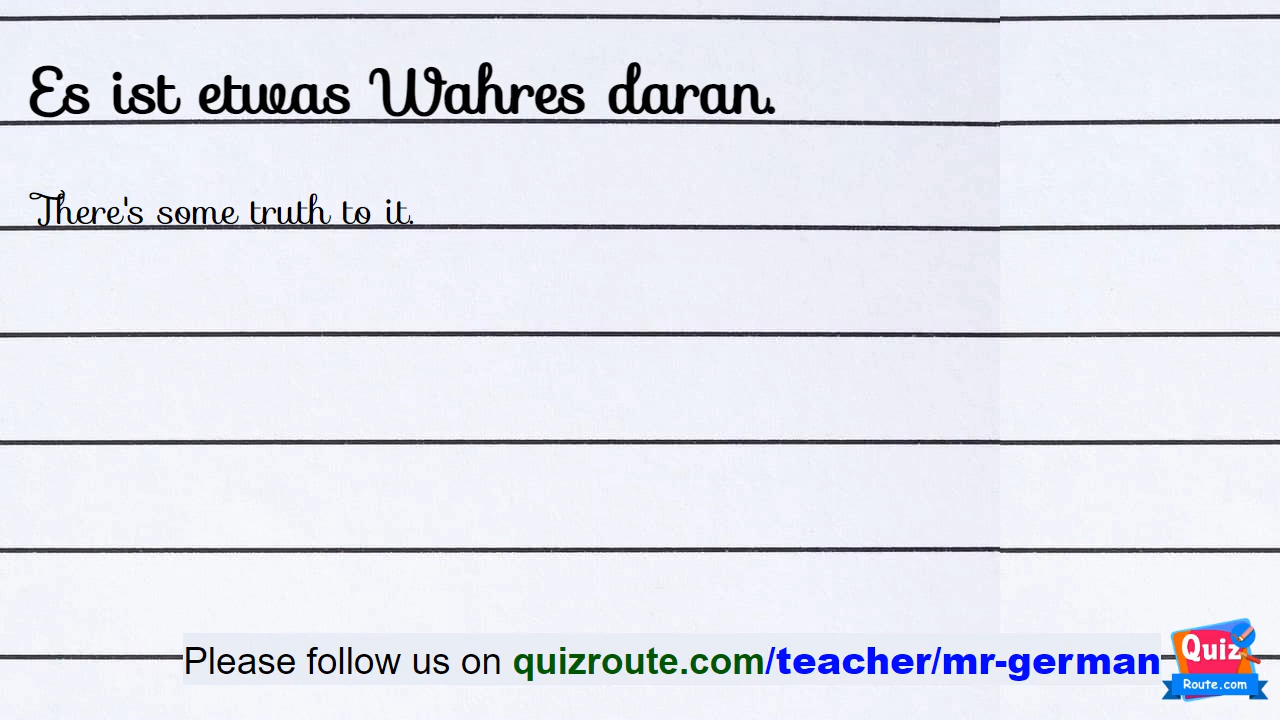 Es ist etwas Wahres daran.
There's some truth to it.
Please follow us on quizroute.com/teacher/mr-german
Quiz
Route.com